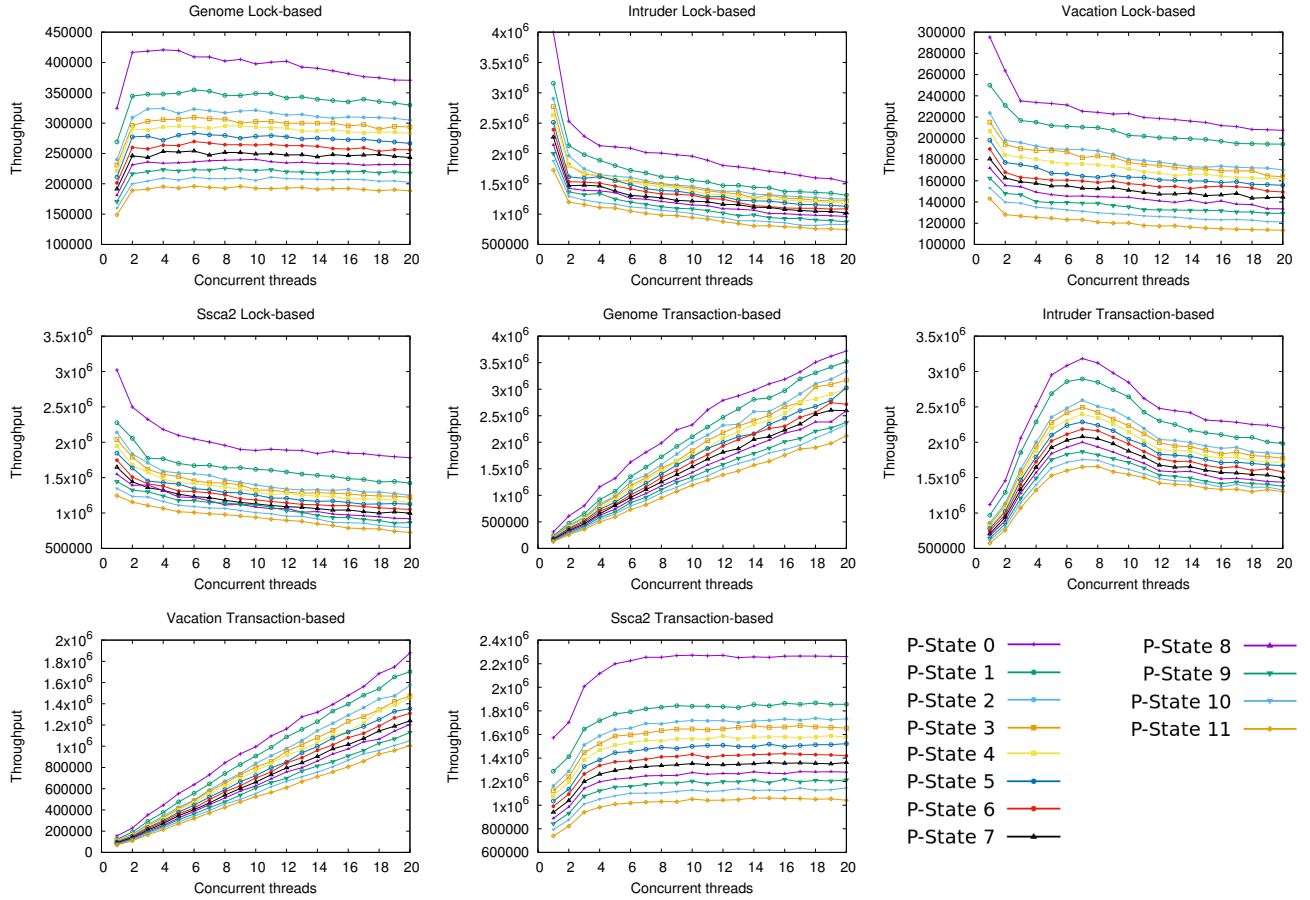 Genome Lock-based
Throughput
450000
400000
350000
300000
250000
200000
150000
100000
0 2 4 6 8 10 12 14 16 18 20
Concurrent threads
Intruder Lock-based
Throughput
4x10^6
3.5x10^6
3x10^6
2.5x10^6
2x10^6
1.5x10^6
1x10^6
500000
0 2 4 6 8 10 12 14 16 18 20
Concurrent threads
Vacation Lock-based
Throughput
300000
280000
260000
240000
220000
200000
180000
160000
140000
120000
100000
0 2 4 6 8 10 12 14 16 18 20
Concurrent threads
Ssca2 Lock-based
Throughput
3.5x10^6
3x10^6
2.5x10^6
2x10^6
1.5x10^6
1x10^6
500000
0 2 4 6 8 10 12 14 16 18 20
Concurrent threads
Genome Transaction-based
Throughput
4x10^6
3.5x10^6
3x10^6
2.5x10^6
2x10^6
1.5x10^6
1x10^6
500000
0
0 2 4 6 8 10 12 14 16 18 20
Concurrent threads
Intruder Transaction-based
Throughput
3.5x10^6
3x10^6
2.5x10^6
2x10^6
1.5x10^6
1x10^6
500000
0 2 4 6 8 10 12 14 16 18 20
Concurrent threads
Vacation Transaction-based
Throughput
2x10^6
1.8x10^6
1.6x10^6
1.4x10^6
1.2x10^6
1x10^6
800000
600000
400000
200000
0
0 2 4 6 8 10 12 14 16 18 20
Concurrent threads
Ssca2 Transaction-based
Throughput
2.4x10^6
2.2x10^6
2x10^6
1.8x10^6
1.6x10^6
1.4x10^6
1.2x10^6
1x10^6
800000
600000
0 2 4 6 8 10 12 14 16 18 20
Concurrent threads
P-State 0
P-State 1
P-State 2
P-State 3
P-State 4
P-State 5
P-State 6
P-State 7
P-State 8
P-State 9
P-State 10
P-State 11